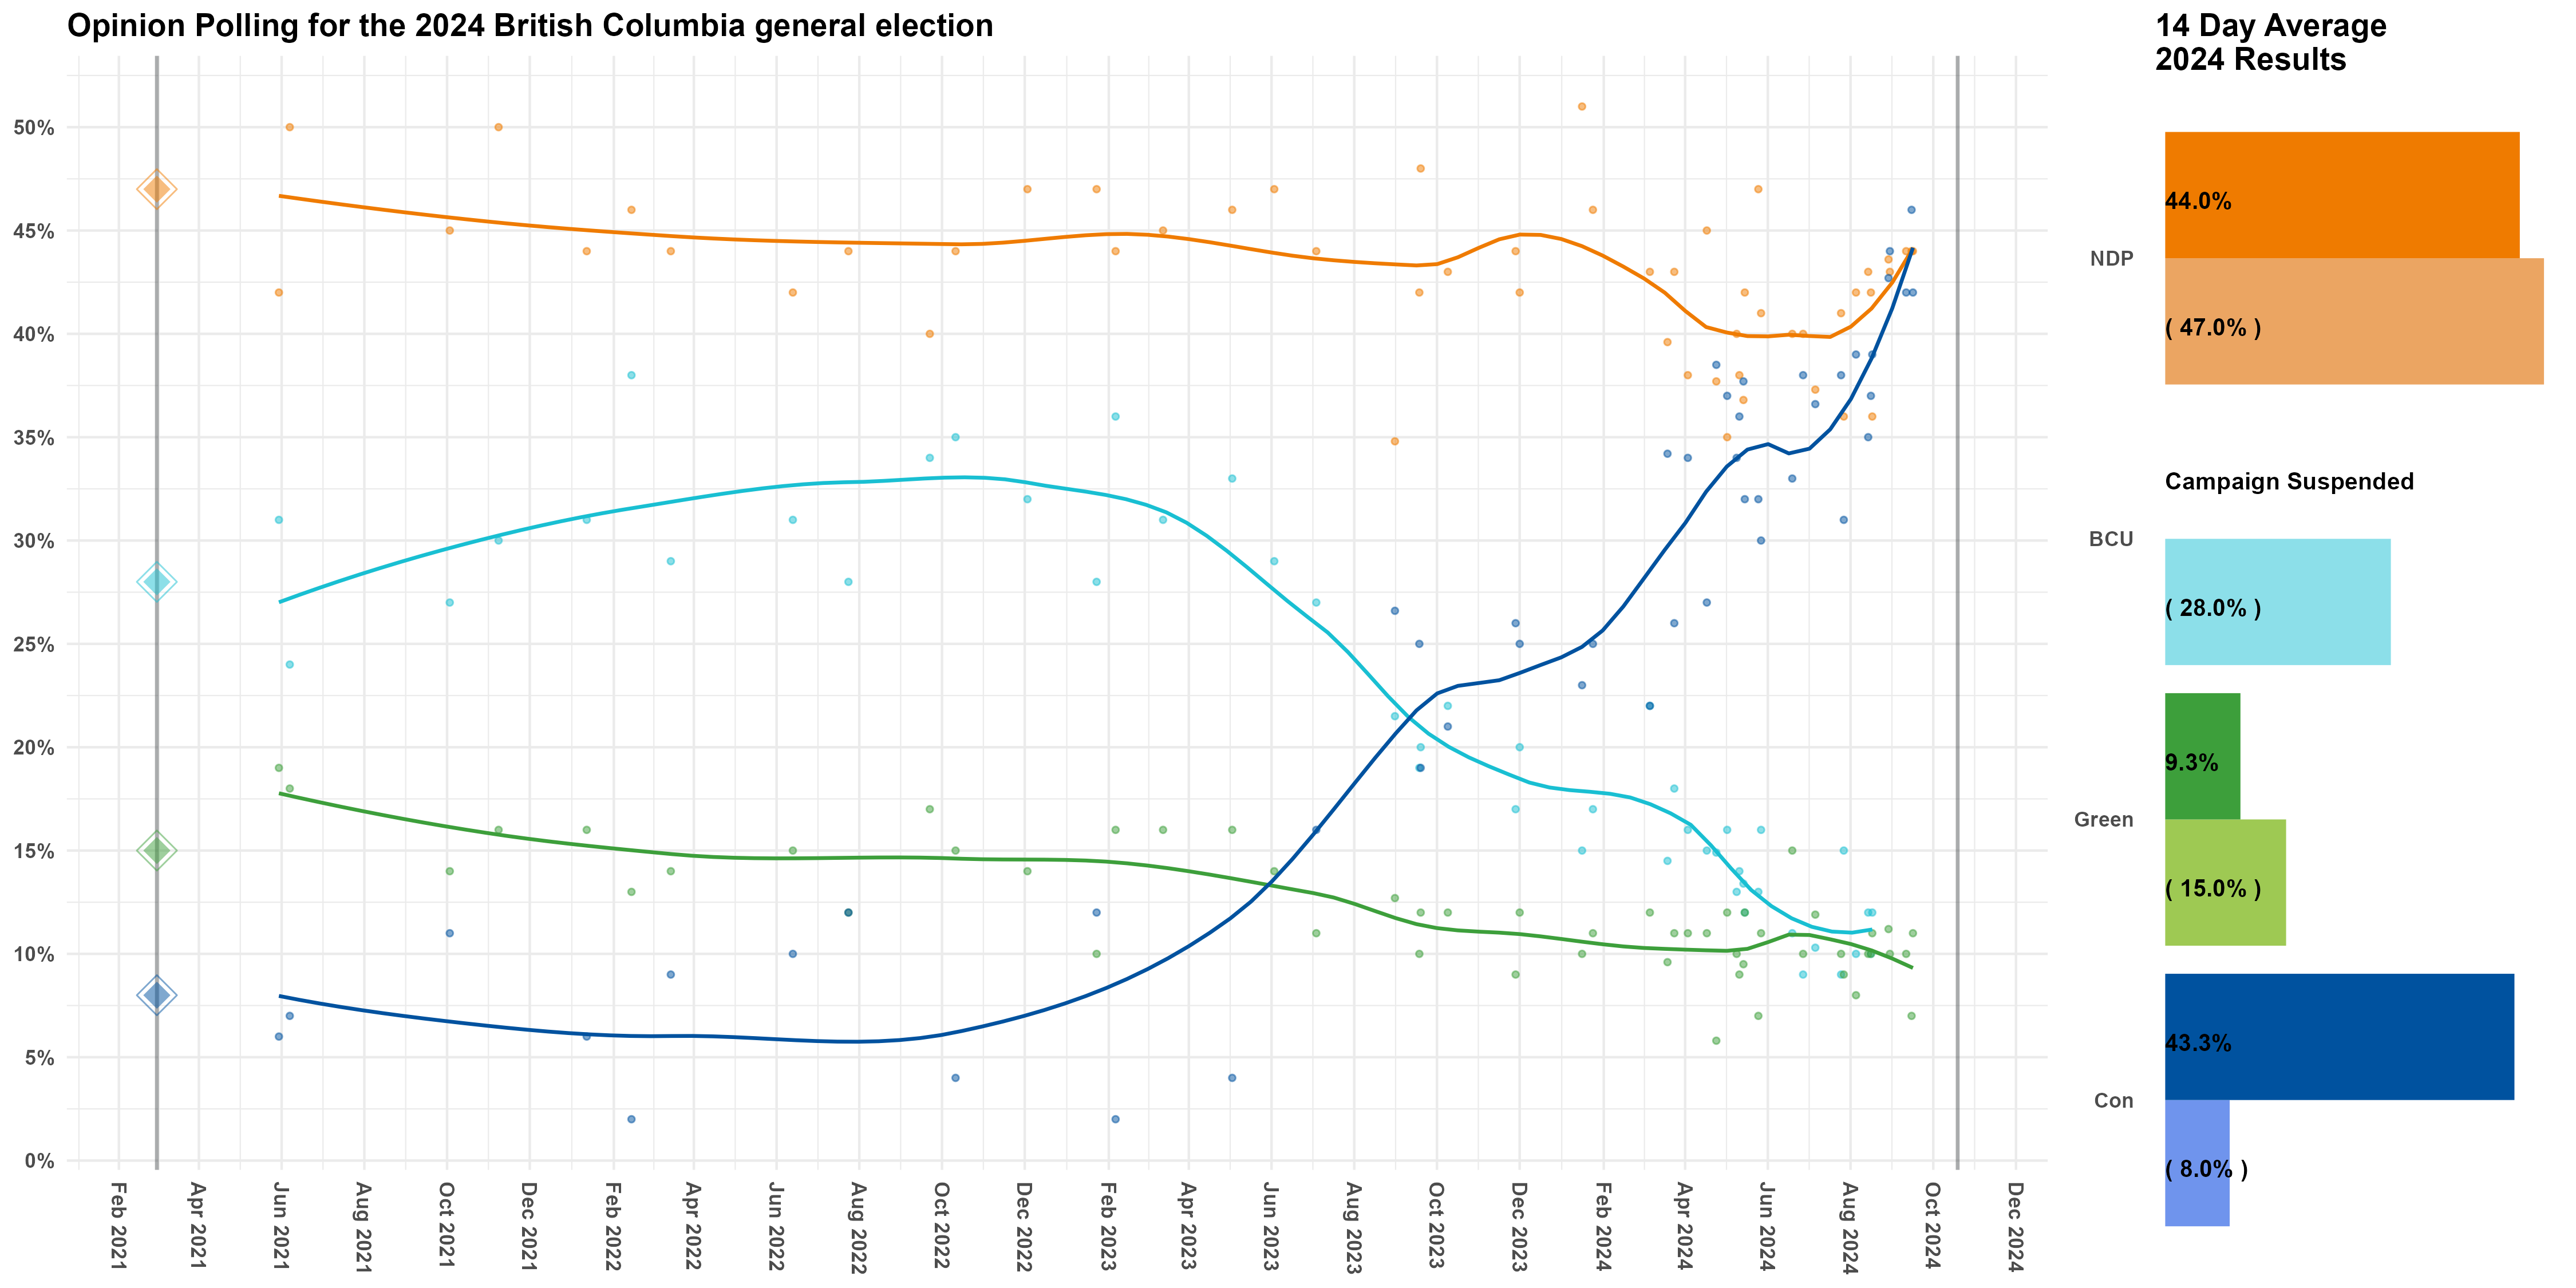 Opinion Polling for the 2024 British Columbia general election
14 Day Average
2024 Results
50%
45%
40%
35%
30%
25%
20%
15%
10%
5%
0%
Feb 2021
Apr 2021
Jun 2021
Aug 2021
Oct 2021
Dec 2021
Feb 2022
Apr 2022
Jun 2022
Aug 2022
Oct 2022
Dec 2022
Feb 2023
Apr 2023
Jun 2023
Aug 2023
Oct 2023
Dec 2023
Feb 2024
Apr 2024
Jun 2024
Aug 2024
Oct 2024
Dec 2024
NDP
44.0%
( 47.0% )
BCU
Campaign Suspended
( 28.0% )
Green
9.3%
( 15.0% )
Con
43.3%
( 8.0% )